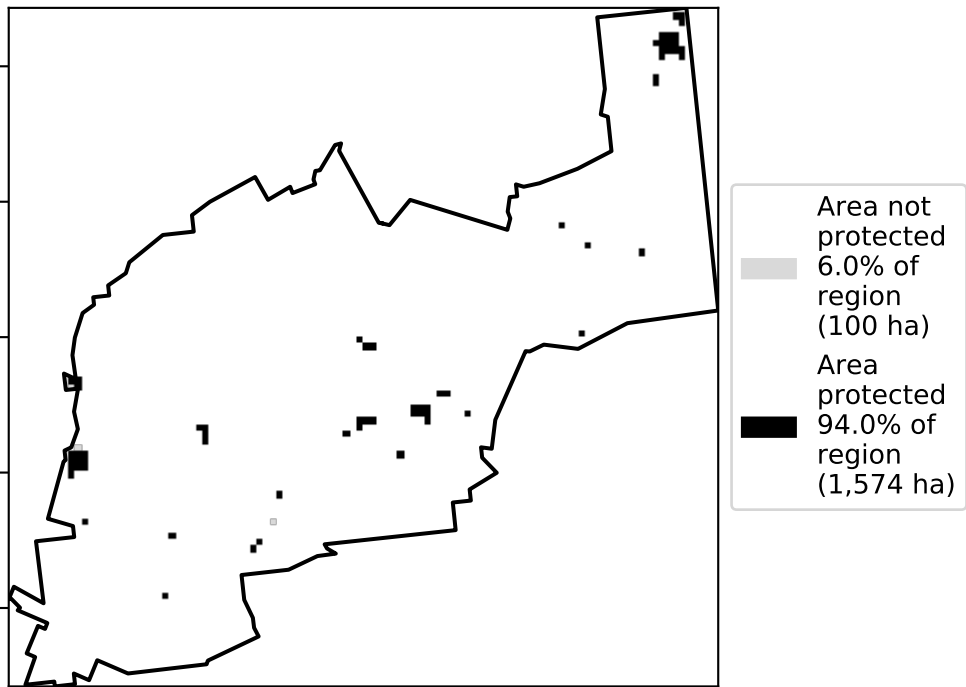 Area not
protected
6.0% of
region
(100 ha)
Area
protected
94.0% of
region
(1,574 ha)